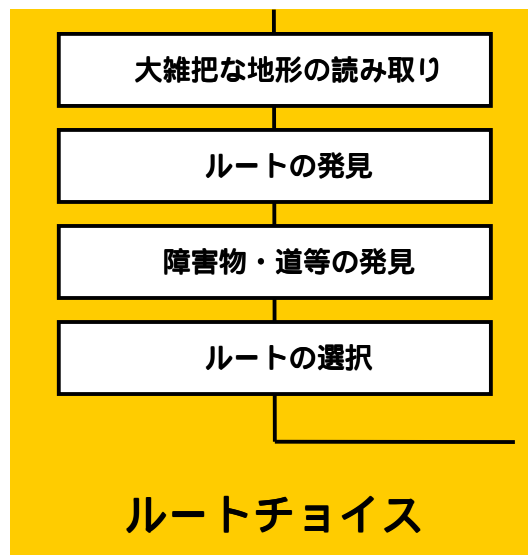 大雑把な地形の読み取り
ルートの発見
障害物・道等の発見
ルートの選択
ルートチョイス